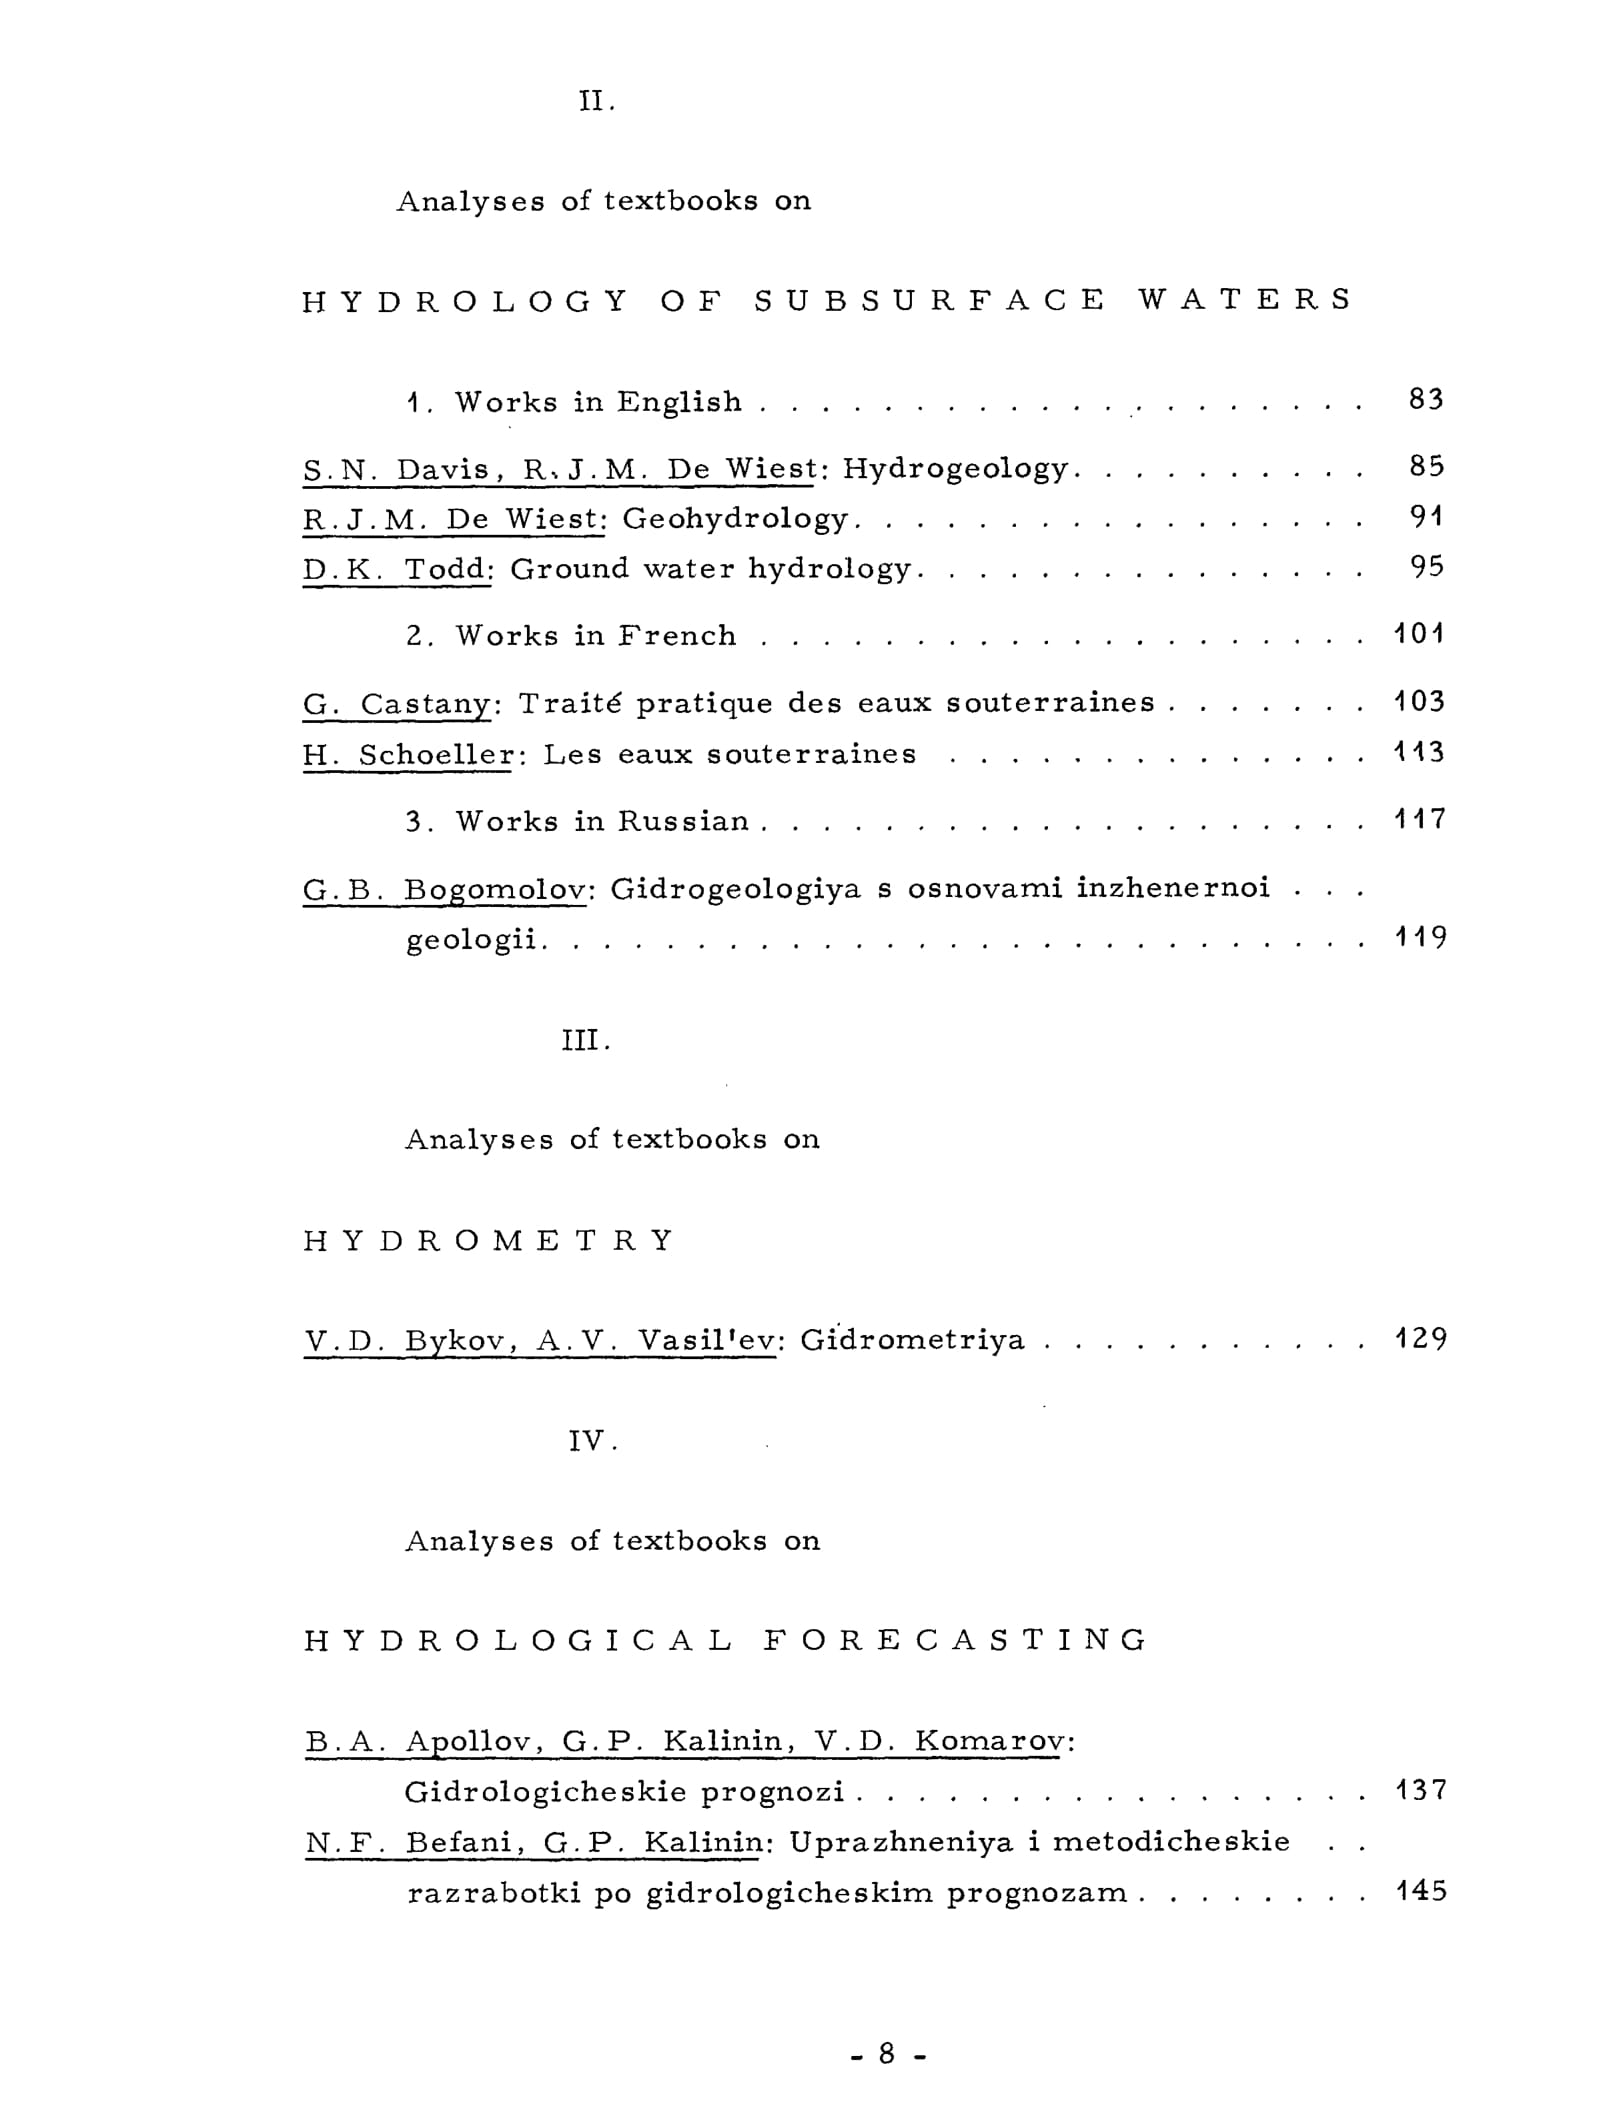 II.
Analyses of textbooks on
HYDROLOGY OF SUBSURFACE WATERS
1. Works in English . . . . . . . . . . . . . . . . . . . . 83
S.N. Davis, R.J.M. De Wiest: Hydrogeology. . . . . . . . . . 85
R.J.M. De Wiest: Geohydrology. . . . . . . . . . . . . . . . . 91
D.K. Todd: Ground water hydrology. . . . . . . . . . . . . . . 95
2. Works in French . . . . . . . . . . . . . . . . . . . . 101
G. Castany: Traité pratique des eaux souterraines . . . . . . . 103
H. Schoeller: Les eaux souterraines . . . . . . . . . . . . . . 113
3. Works in Russian . . . . . . . . . . . . . . . . . . . . 117
G.B. Bogomolov: Gidrogeologiya s osnovami inzhenernoi . . .
geologii. . . . . . . . . . . . . . . . . . . . . . . . . . . 119
III.
Analyses of textbooks on
HYDROMETRY
V.D. Bykov, A.V. Vasil'ev: Gidrometriya . . . . . . . . . . . 129
IV.
Analyses of textbooks on
HYDROLOGICAL FORECASTING
B.A. Apollov, G.P. Kalinin, V.D. Komarov:
Gidrologicheskie prognozi . . . . . . . . . . . . . . . . . 137
N.F. Befani, G.P. Kalinin: Uprazhneniya i metodicheskie . .
razrabotki po gidrologicheskim prognozam . . . . . . . . 145
- 8 -